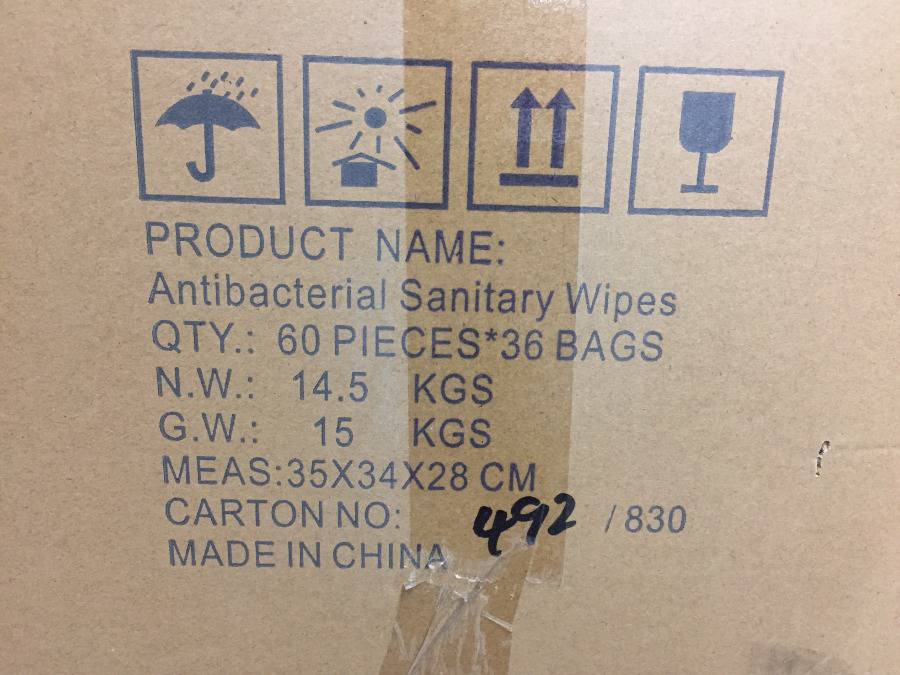 PRODUCT NAME:
Antibacterial Sanitary Wipes
QTY.: 60 PIECES*36 BAGS
N.W.: 14.5 KGS
G.W.: 15 KGS
MEAS:35X34X28 CM
CARTON NO: 492 /830
MADE IN CHINA